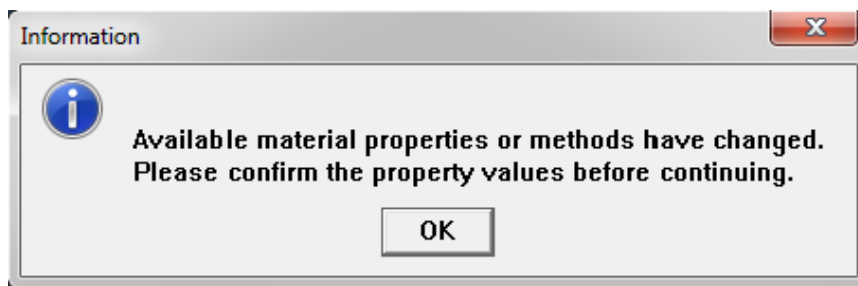 Information
Available material properties or methods have changed.
Please confirm the property values before continuing.
OK